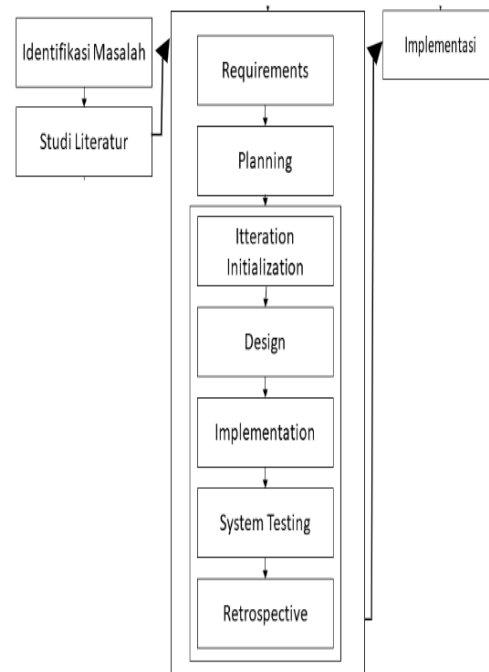 Identifikasi Masalah
Studi Literatur
Requirements
Planning
Itteration
Initialization
Design
Implementation
System Testing
Retrospective
Implementasi